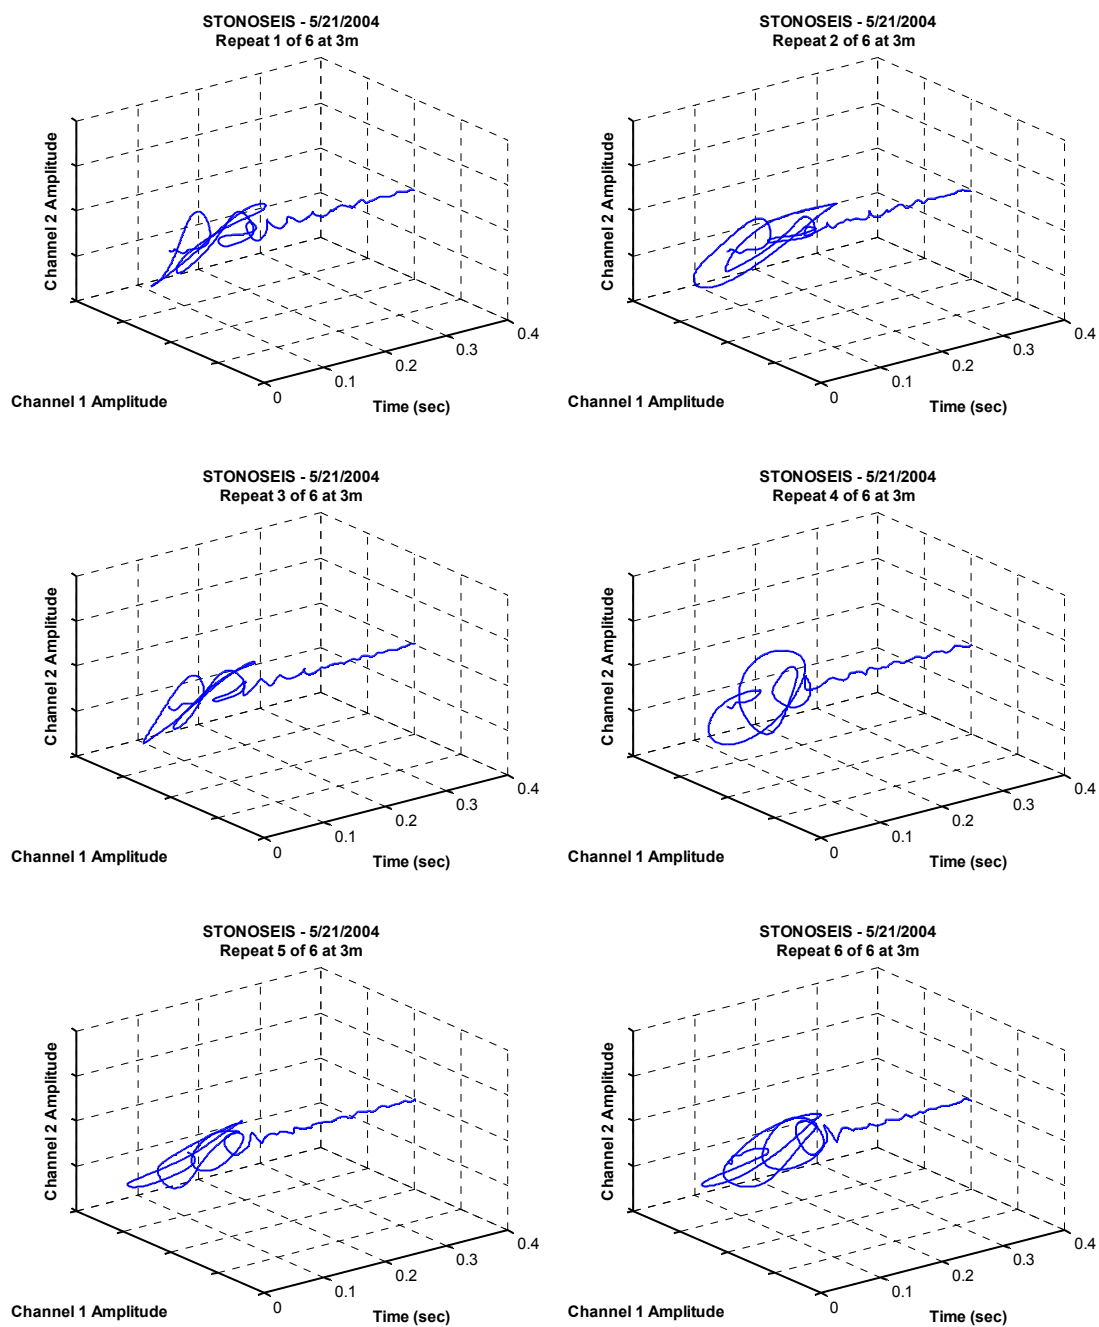 STONOSEIS - 5/21/2004
Repeat 1 of 6 at 3m
Channel 2 Amplitude
Channel 1 Amplitude
Time (sec)
0
0.1
0.2
0.3
0.4
STONOSEIS - 5/21/2004
Repeat 2 of 6 at 3m
Channel 2 Amplitude
Channel 1 Amplitude
Time (sec)
0
0.1
0.2
0.3
0.4
STONOSEIS - 5/21/2004
Repeat 3 of 6 at 3m
Channel 2 Amplitude
Channel 1 Amplitude
Time (sec)
0
0.1
0.2
0.3
0.4
STONOSEIS - 5/21/2004
Repeat 4 of 6 at 3m
Channel 2 Amplitude
Channel 1 Amplitude
Time (sec)
0
0.1
0.2
0.3
0.4
STONOSEIS - 5/21/2004
Repeat 5 of 6 at 3m
Channel 2 Amplitude
Channel 1 Amplitude
Time (sec)
0
0.1
0.2
0.3
0.4
STONOSEIS - 5/21/2004
Repeat 6 of 6 at 3m
Channel 2 Amplitude
Channel 1 Amplitude
Time (sec)
0
0.1
0.2
0.3
0.4